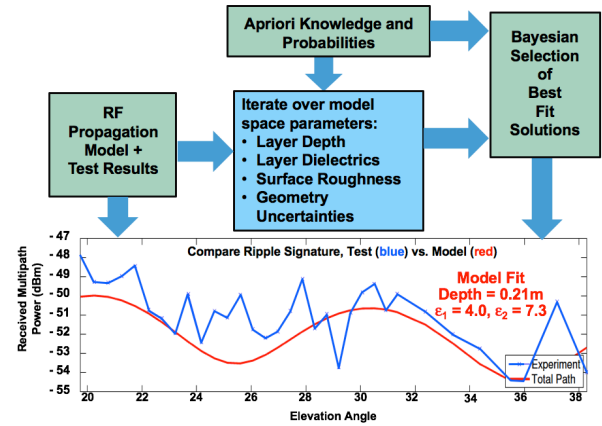 Apriori Knowledge and
Probabilities
Bayesian
Selection
of
Best
Fit
Solutions
RF
Propagation
Model +
Test Results
Iterate over model
space parameters:
• Layer Depth
• Layer Dielectrics
• Surface Roughness
• Geometry
Uncertainties
Compare Ripple Signature, Test (blue) vs. Model (red)
Model Fit
Depth = 0.21m
ε1 = 4.0, ε2 = 7.3
Received Multipath
Power (dBm)
- 47
- 48
- 49
- 50
- 51
- 52
- 53
- 54
- 55
Experiment
Total Path
20 22 24 26 28 30 32 34 36 38
Elevation Angle